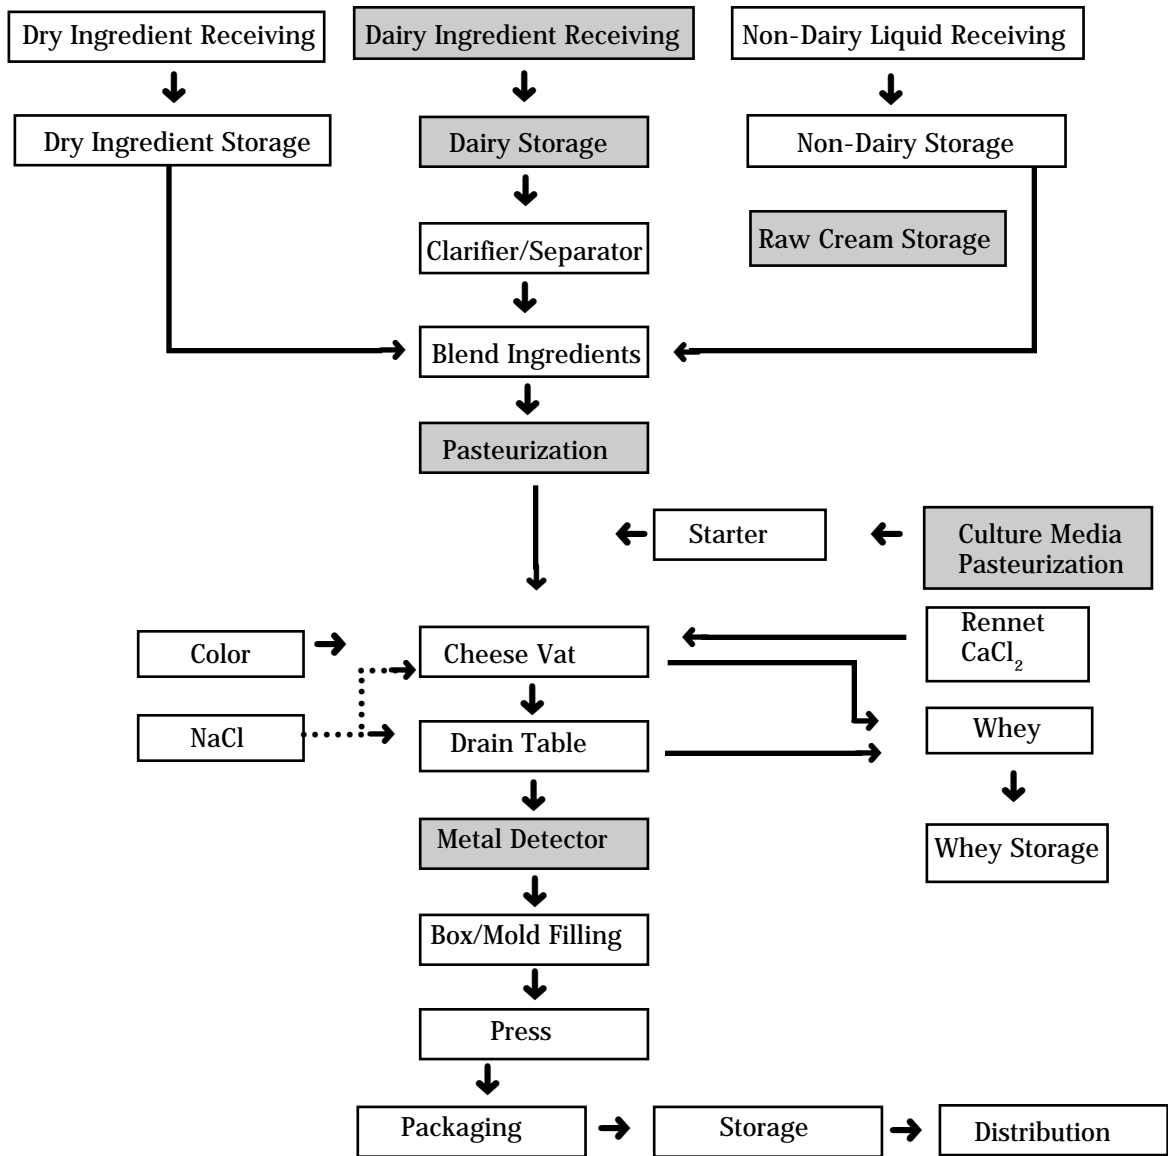 Dry Ingredient Receiving
Dairy Ingredient Receiving
Non-Dairy Liquid Receiving
Dry Ingredient Storage
Dairy Storage
Non-Dairy Storage
Raw Cream Storage
Clarifier/Separator
Blend Ingredients
Pasteurization
Starter
Culture Media
Pasteurization
Color
Cheese Vat
Rennet
CaCl₂
NaCl
Drain Table
Whey
Metal Detector
Whey Storage
Box/Mold Filling
Press
Packaging
Storage
Distribution